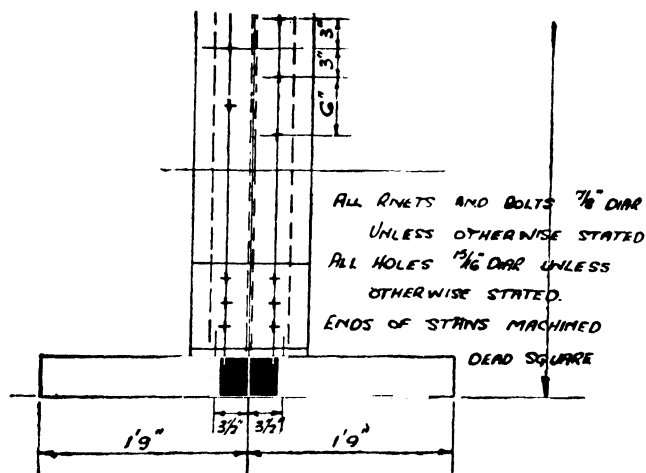 3"
3"
6"
ALL RIVETS AND BOLTS 7/8" DIAR
UNLESS OTHERWISE STATED
ALL HOLES 15/16" DIAR UNLESS
OTHERWISE STATED.
ENDS OF STANS MACHINED
DEAD SQUARE
3½" 3½"
1'9" 1'9"